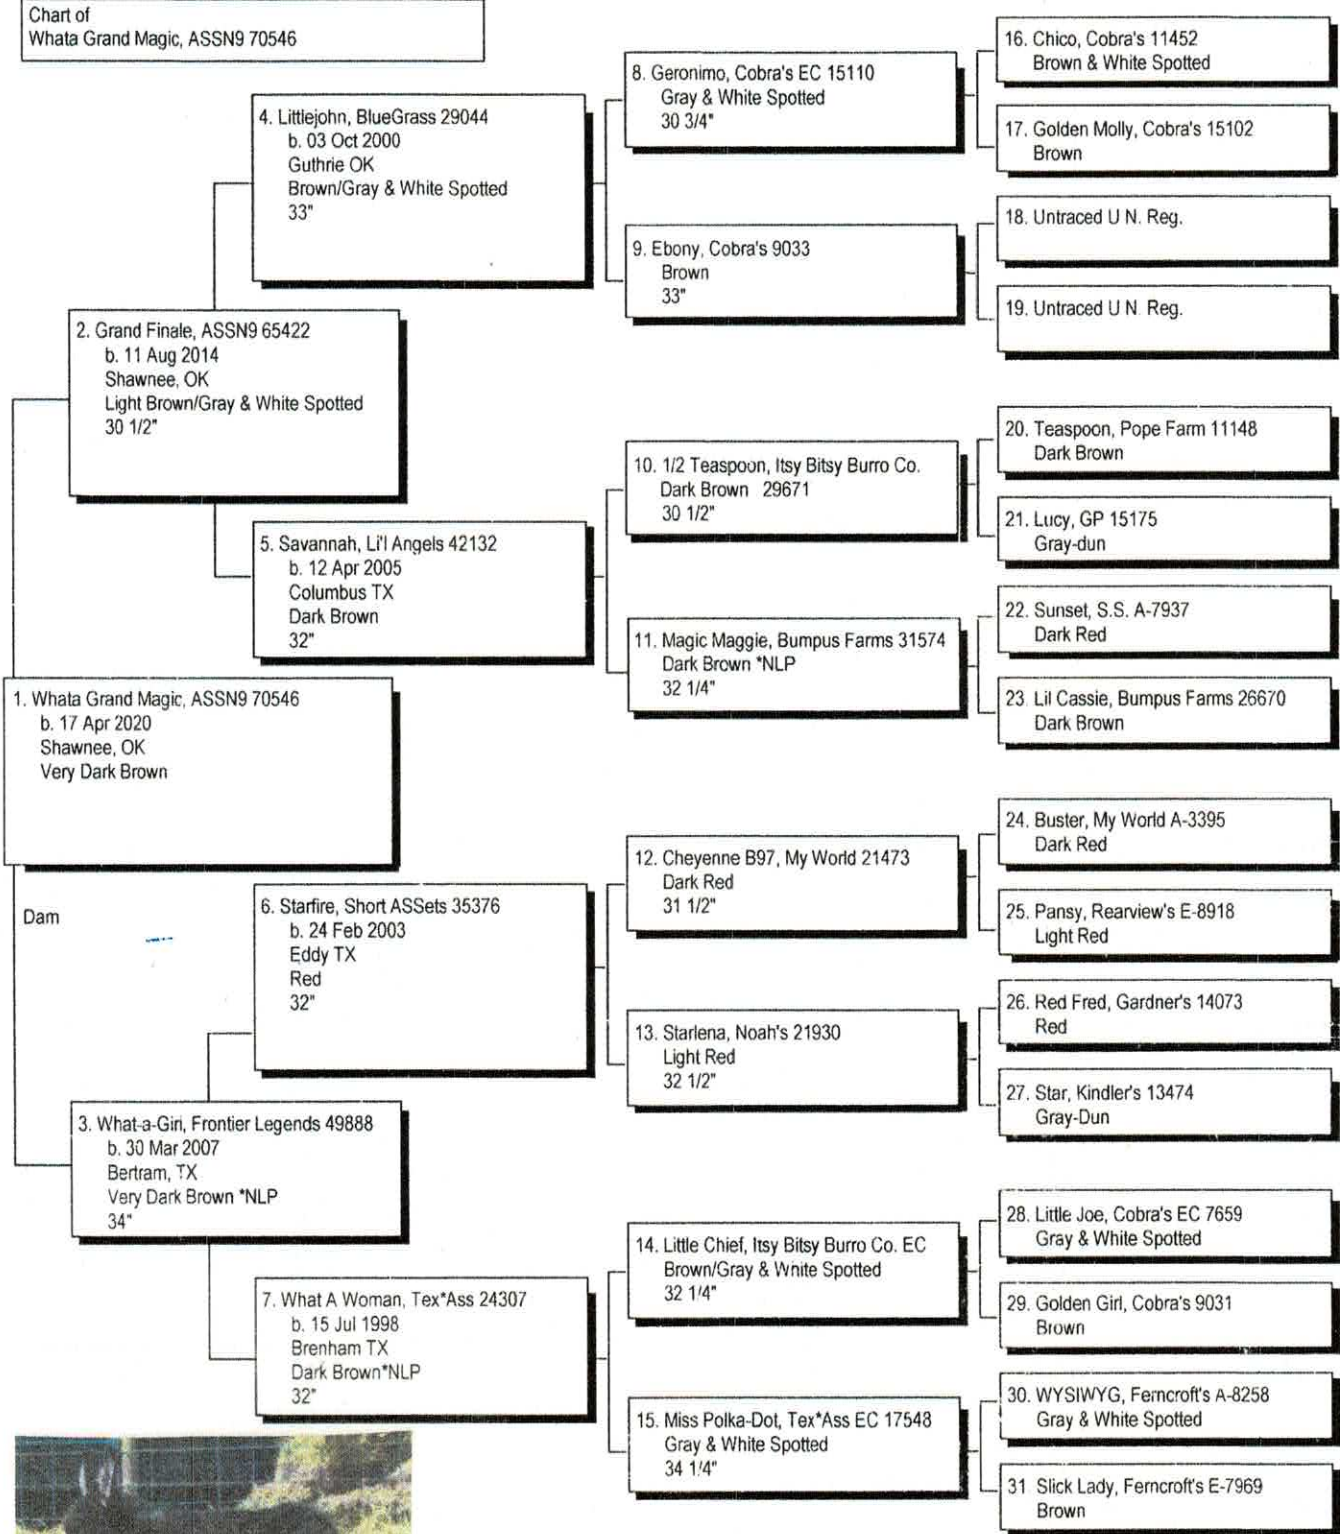 Chart of
Whata Grand Magic, ASSN9 70546
1. Whata Grand Magic, ASSN9 70546
b. 17 Apr 2020
Shawnee, OK
Very Dark Brown
Dam
2. Grand Finale, ASSN9 65422
b. 11 Aug 2014
Shawnee, OK
Light Brown/Gray & White Spotted
30 1/2"
3. What-a-Girl, Frontier Legends 49888
b. 30 Mar 2007
Bertram, TX
Very Dark Brown *NLP
34"
4. Littlejohn, BlueGrass 29044
b. 03 Oct 2000
Guthrie OK
Brown/Gray & White Spotted
33"
5. Savannah, Li'l Angels 42132
b. 12 Apr 2005
Columbus TX
Dark Brown
32"
6. Starfire, Short ASSets 35376
b. 24 Feb 2003
Eddy TX
Red
32"
7. What A Woman, Tex*Ass 24307
b. 15 Jul 1998
Brenham TX
Dark Brown*NLP
32"
8. Geronimo, Cobra's EC 15110
Gray & White Spotted
30 3/4"
9. Ebony, Cobra's 9033
Brown
33"
10. 1/2 Teaspoon, Itsy Bitsy Burro Co.
Dark Brown 29671
30 1/2"
11. Magic Maggie, Bumpus Farms 31574
Dark Brown *NLP
32 1/4"
12. Cheyenne B97, My World 21473
Dark Red
31 1/2"
13. Starlena, Noah's 21930
Light Red
32 1/2"
14. Little Chief, Itsy Bitsy Burro Co. EC
Brown/Gray & White Spotted
32 1/4"
15. Miss Polka-Dot, Tex*Ass EC 17548
Gray & White Spotted
34 1/4"
16. Chico, Cobra's 11452
Brown & White Spotted
17. Golden Molly, Cobra's 15102
Brown
18. Untraced U N. Reg.
19. Untraced U N. Reg.
20. Teaspoon, Pope Farm 11148
Dark Brown
21. Lucy, GP 15175
Gray-dun
22. Sunset, S.S. A-7937
Dark Red
23. Lil Cassie, Bumpus Farms 26670
Dark Brown
24. Buster, My World A-3395
Dark Red
25. Pansy, Rearview's E-8918
Light Red
26. Red Fred, Gardner's 14073
Red
27. Star, Kindler's 13474
Gray-Dun
28. Little Joe, Cobra's EC 7659
Gray & White Spotted
29. Golden Girl, Cobra's 9031
Brown
30. WYSIWYG, Ferncroft's A-8258
Gray & White Spotted
31 Slick Lady, Ferncroft's E-7969
Brown